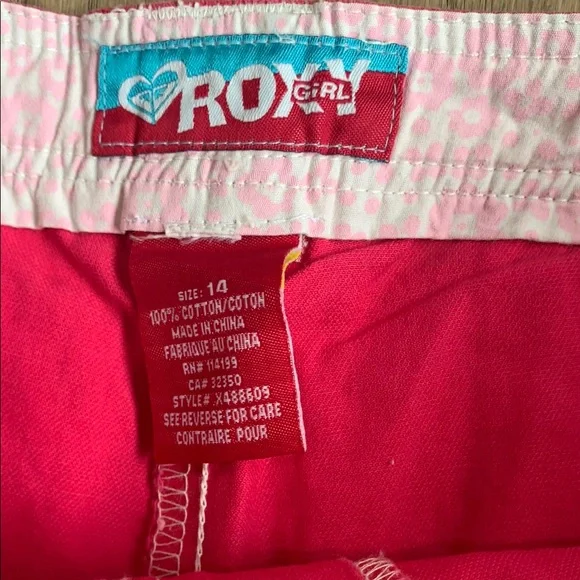 ROXY
GIRL
SIZE: 14
100% COTTON/COTON
MADE IN CHINA
FABRIQUE AU CHINA
RN# 114199
CA# 32350
STYLE# X488609
SEE REVERSE FOR CARE
CONTRAIRE POUR